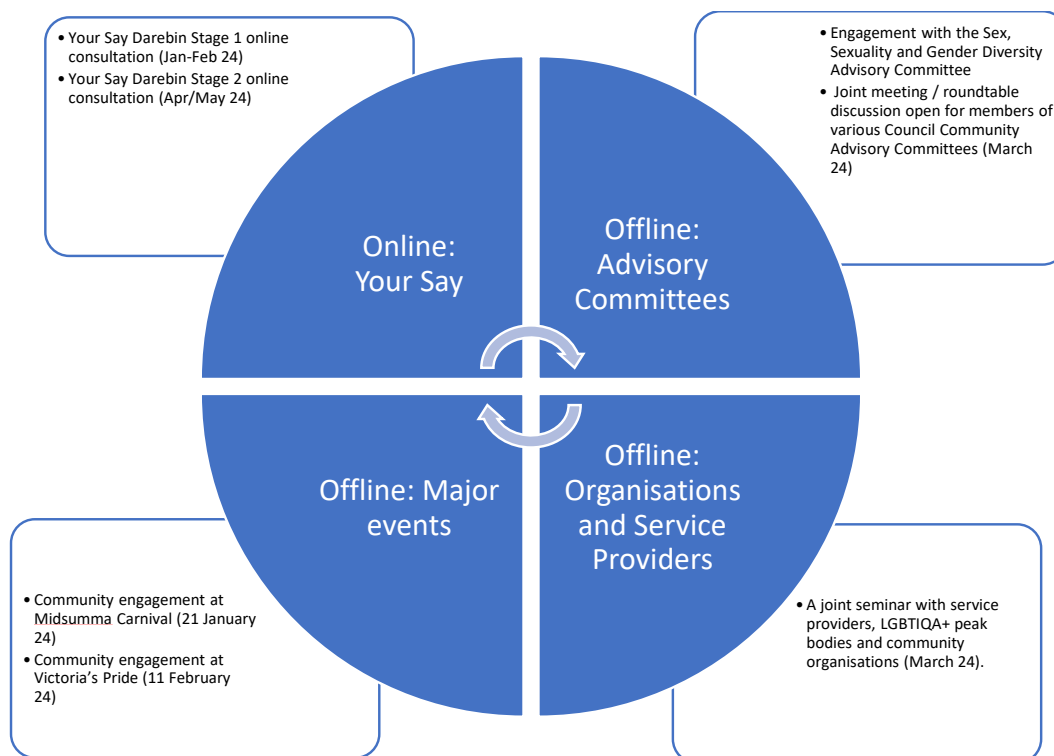 • Your Say Darebin Stage 1 online
consultation (Jan-Feb 24)
• Your Say Darebin Stage 2 online
consultation (Apr/May 24)
• Engagement with the Sex,
Sexuality and Gender Diversity
Advisory Committee
• Joint meeting / roundtable
discussion open for members of
various Council Community
Advisory Committees (March
24)
Online:
Your Say
Offline:
Advisory
Committees
Offline: Major
events
Offline:
Organisations
and Service
Providers
• Community engagement at
Midsumma Carnival (21 January
24)
• Community engagement at
Victoria’s Pride (11 February
24)
• A joint seminar with service
providers, LGBTIQA+ peak
bodies and community
organisations (March 24).